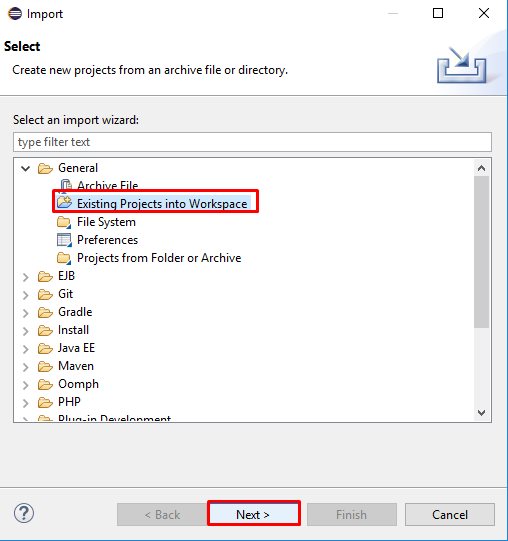 Import
Select
Create new projects from an archive file or directory.
Select an import wizard:
type filter text
General
Archive File
Existing Projects into Workspace
File System
Preferences
Projects from Folder or Archive
EJB
Git
Gradle
Install
Java EE
Maven
Oomph
PHP
Plug-in Development
?
< Back
Next >
Finish
Cancel